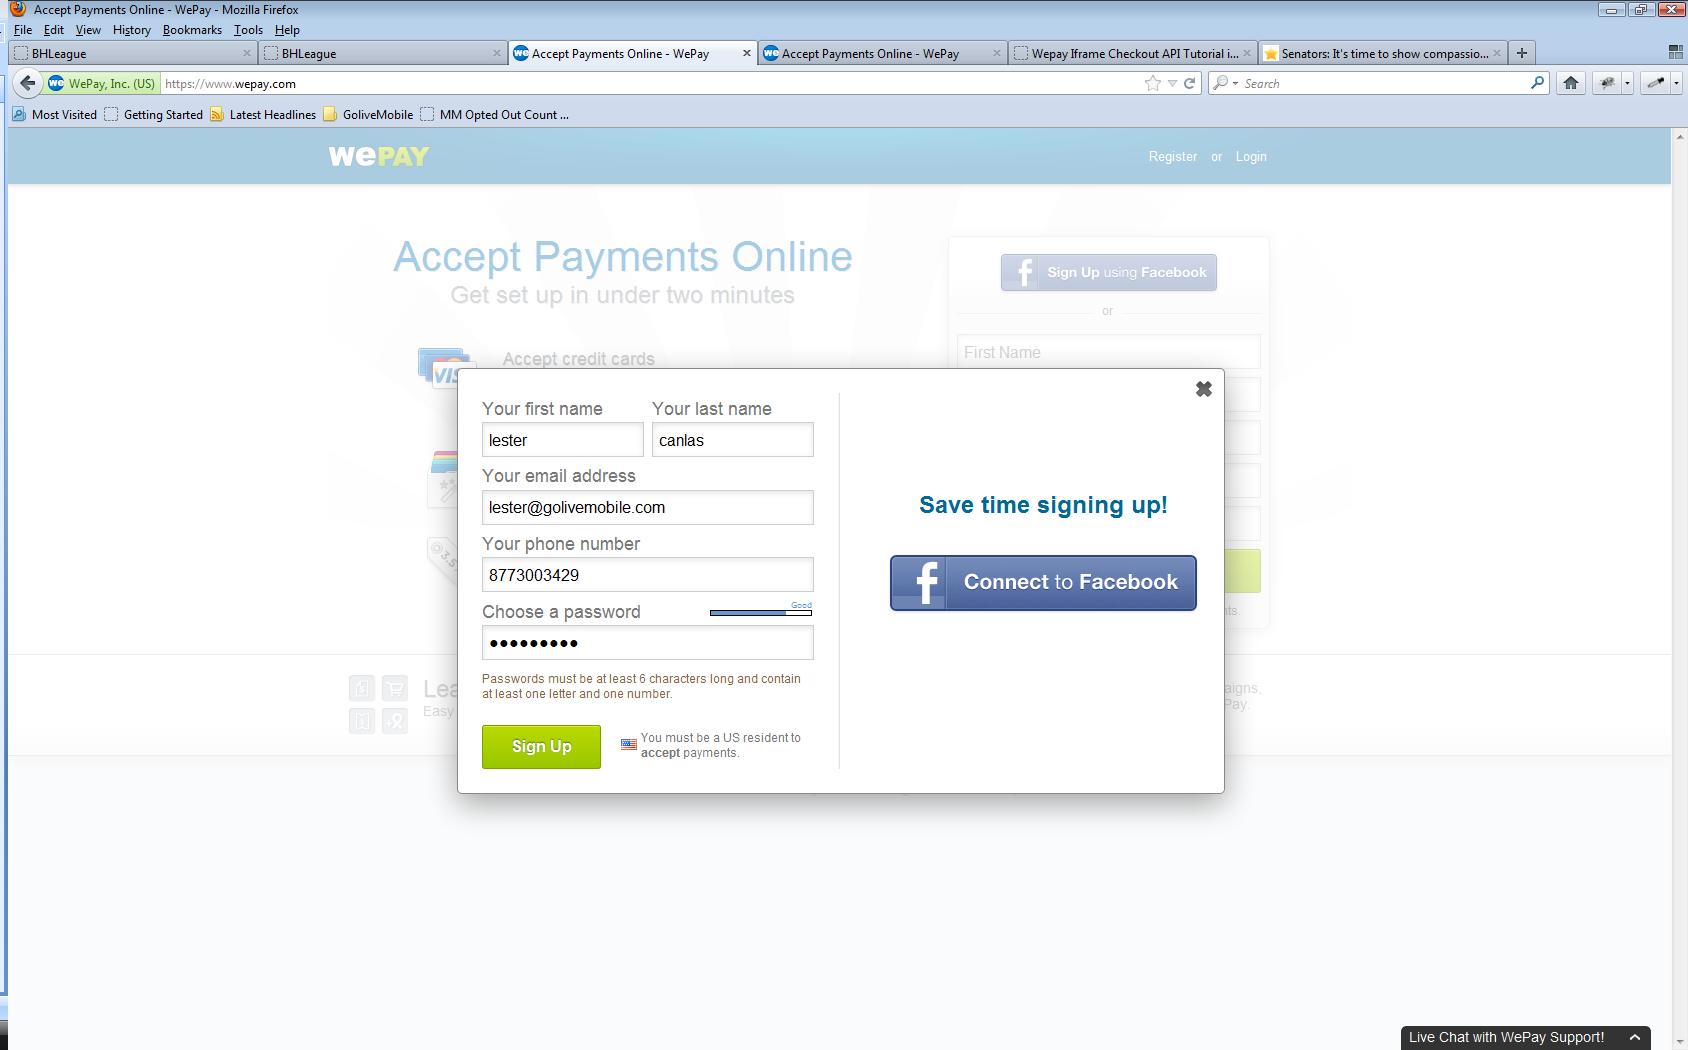 Accept Payments Online - WePay - Mozilla Firefox
File Edit View History Bookmarks Tools Help
BHLeague
BHLeague
Accept Payments Online - WePay
Accept Payments Online - WePay
Wepay Iframe Checkout API Tutorial i...
Senators: It's time to show compassio...
WePay, Inc. (US) https://www.wepay.com
Search
Most Visited Getting Started Latest Headlines GoliveMobile MM Opted Out Count ...
WePAY
Register or Login
Accept Payments Online
Get set up in under two minutes
Sign Up using Facebook
or
First Name
Accept credit cards
VIS
3.5
Your first name Your last name
lester canlas
Your email address
lester@golivemobile.com
Your phone number
8773003429
Choose a password Good
•••••••••
Passwords must be at least 6 characters long and contain
at least one letter and one number.
Sign Up
You must be a US resident to
accept payments.
Save time signing up!
Connect to Facebook
nts.
Lea
Easy
aigns,
Pay.
Live Chat with WePay Support!